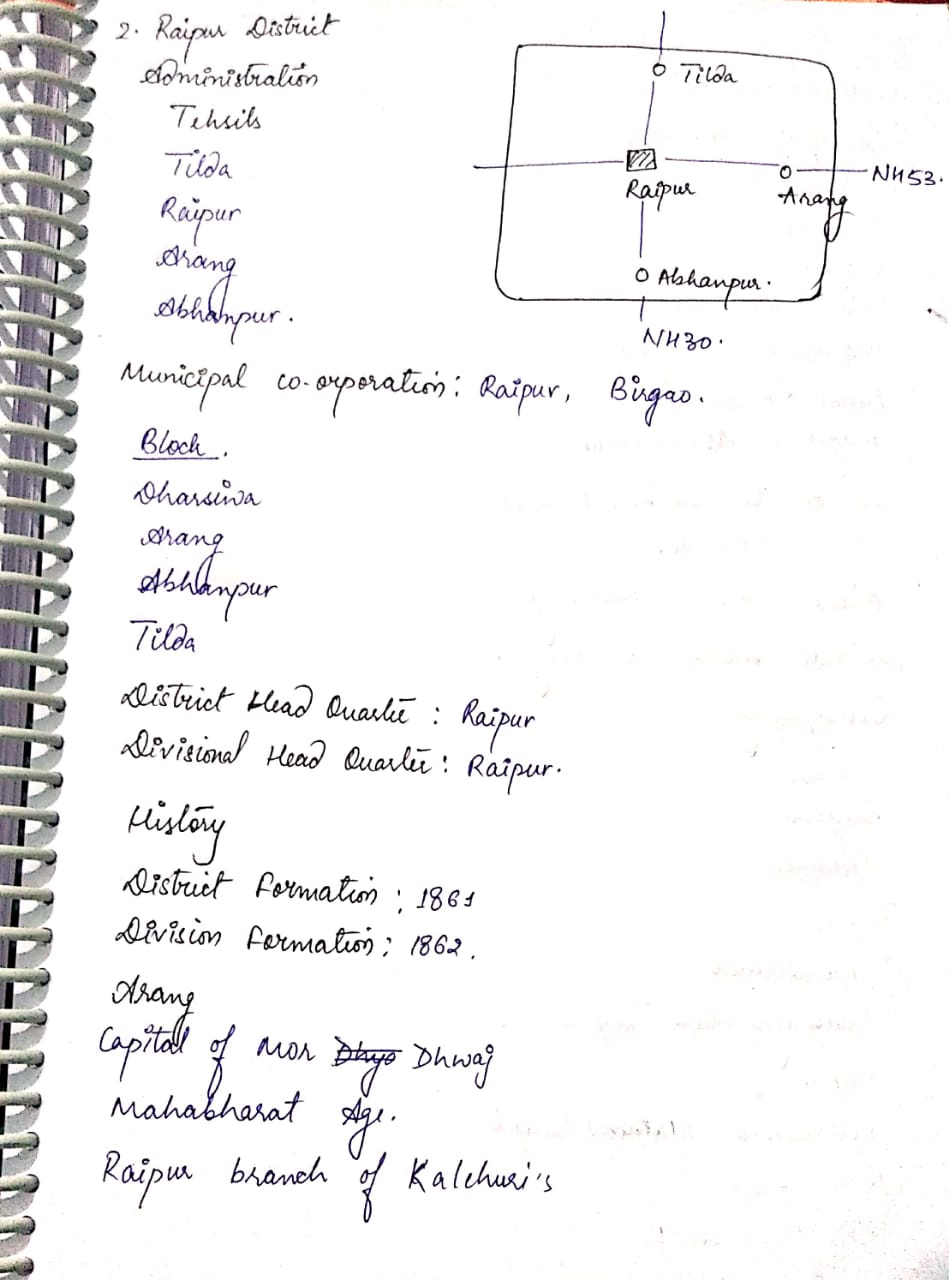 2. Raipur District
Administration
Tehsils
Tilda
Raipur
Arang
Abhanpur.
Tilda
Raipur
Arang
NH53.
Abhanpur.
NH30.
Municipal co-orporation: Raipur, Birgao.
Block.
Dharsiwa
Arang
Abhanpur
Tilda
District Head Quarter : Raipur
Divisional Head Quarter : Raipur.
History
District Formation : 1861
Division Formation : 1862.
Arang
Capital of Mor Dhyo Dhwaj
Mahabharat Age.
Raipur branch of Kalchuri's